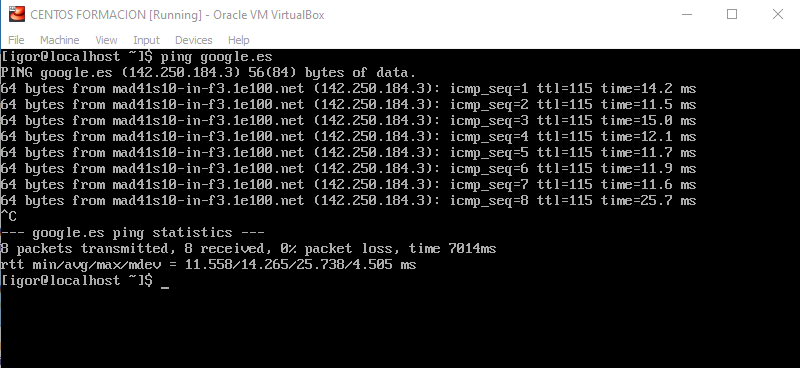 CENTOS FORMACION [Running] - Oracle VM VirtualBox
File Machine View Input Devices Help
[igor@localhost ~]$ ping google.es
PING google.es (142.250.184.3) 56(84) bytes of data.
64 bytes from mad41s10-in-f3.1e100.net (142.250.184.3): icmp_seq=1 ttl=115 time=14.2 ms
64 bytes from mad41s10-in-f3.1e100.net (142.250.184.3): icmp_seq=2 ttl=115 time=11.5 ms
64 bytes from mad41s10-in-f3.1e100.net (142.250.184.3): icmp_seq=3 ttl=115 time=15.0 ms
64 bytes from mad41s10-in-f3.1e100.net (142.250.184.3): icmp_seq=4 ttl=115 time=12.1 ms
64 bytes from mad41s10-in-f3.1e100.net (142.250.184.3): icmp_seq=5 ttl=115 time=11.7 ms
64 bytes from mad41s10-in-f3.1e100.net (142.250.184.3): icmp_seq=6 ttl=115 time=11.9 ms
64 bytes from mad41s10-in-f3.1e100.net (142.250.184.3): icmp_seq=7 ttl=115 time=11.6 ms
64 bytes from mad41s10-in-f3.1e100.net (142.250.184.3): icmp_seq=8 ttl=115 time=25.7 ms
^C
--- google.es ping statistics ---
8 packets transmitted, 8 received, 0% packet loss, time 7014ms
rtt min/avg/max/mdev = 11.558/14.265/25.738/4.505 ms
[igor@localhost ~]$ _